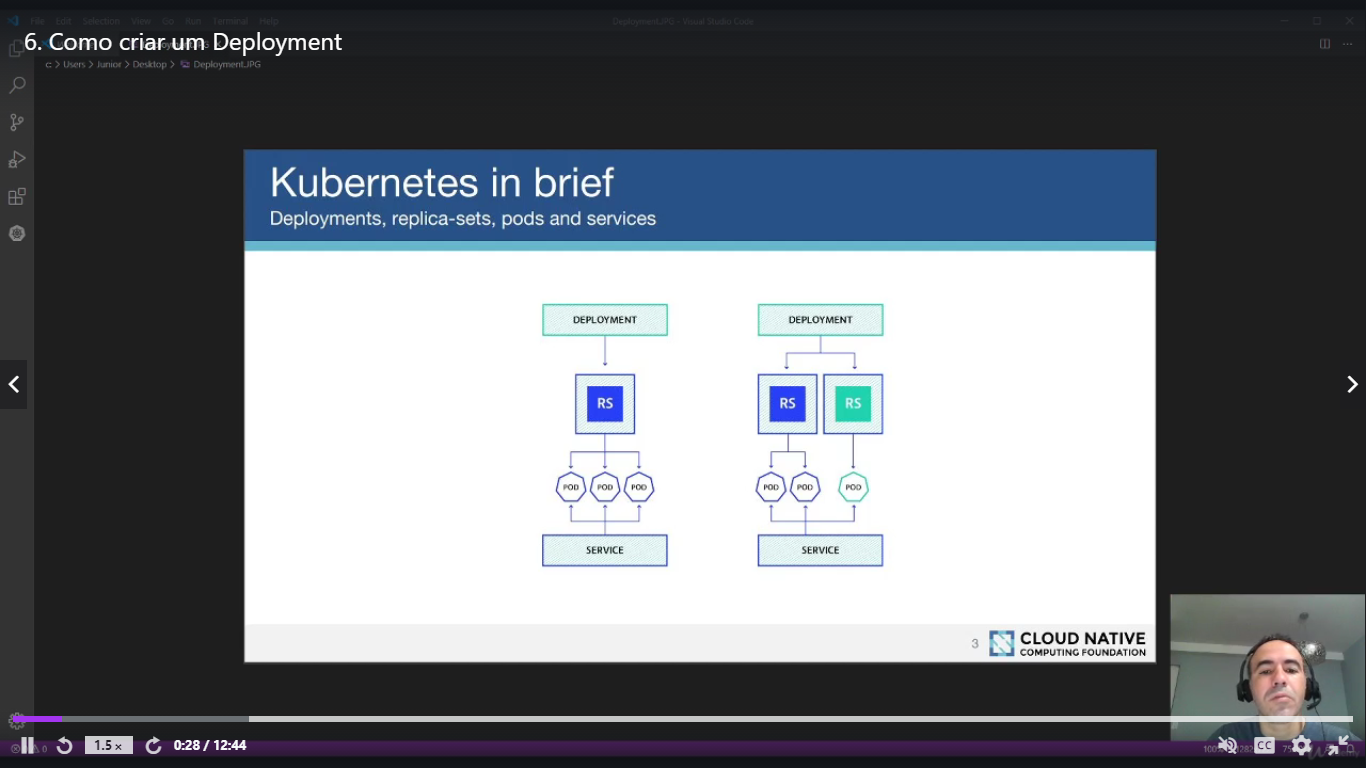 File Edit Selection View Go Run Terminal Help
Deployment.JPG - Visual Studio Code
6. Como criar um Deployment
c: > Users > Junior > Desktop > Deployment.JPG
Kubernetes in brief
Deployments, replica-sets, pods and services
DEPLOYMENT DEPLOYMENT
RS RS RS
POD POD POD POD POD POD
SERVICE SERVICE
3 CLOUD NATIVE
COMPUTING FOUNDATION
1.5 x 0:28 / 12:44 CC